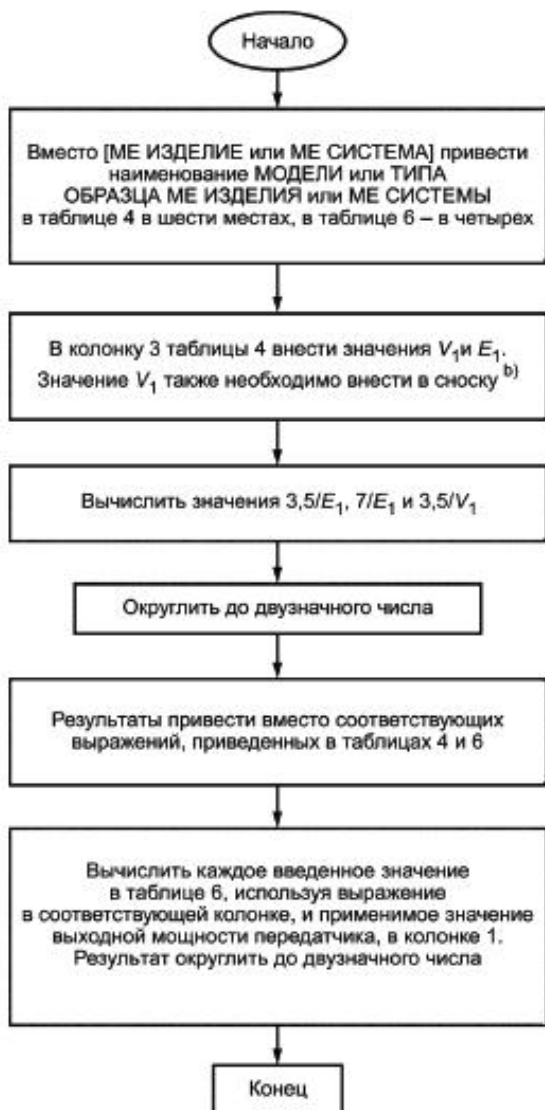 Начало
Вместо [МЕ ИЗДЕЛИЕ или МЕ СИСТЕМА] привести
наименование МОДЕЛИ или ТИПА
ОБРАЗЦА МЕ ИЗДЕЛИЯ или МЕ СИСТЕМЫ
в таблице 4 в шести местах, в таблице 6 – в четырех
В колонку 3 таблицы 4 внести значения V₁и E₁.
Значение V₁ также необходимо внести в сноску b)
Вычислить значения 3,5/E₁, 7/E₁ и 3,5/V₁
Округлить до двузначного числа
Результаты привести вместо соответствующих
выражений, приведенных в таблицах 4 и 6
Вычислить каждое введенное значение
в таблице 6, используя выражение
в соответствующей колонке, и применимое значение
выходной мощности передатчика, в колонке 1.
Результат округлить до двузначного числа
Конец